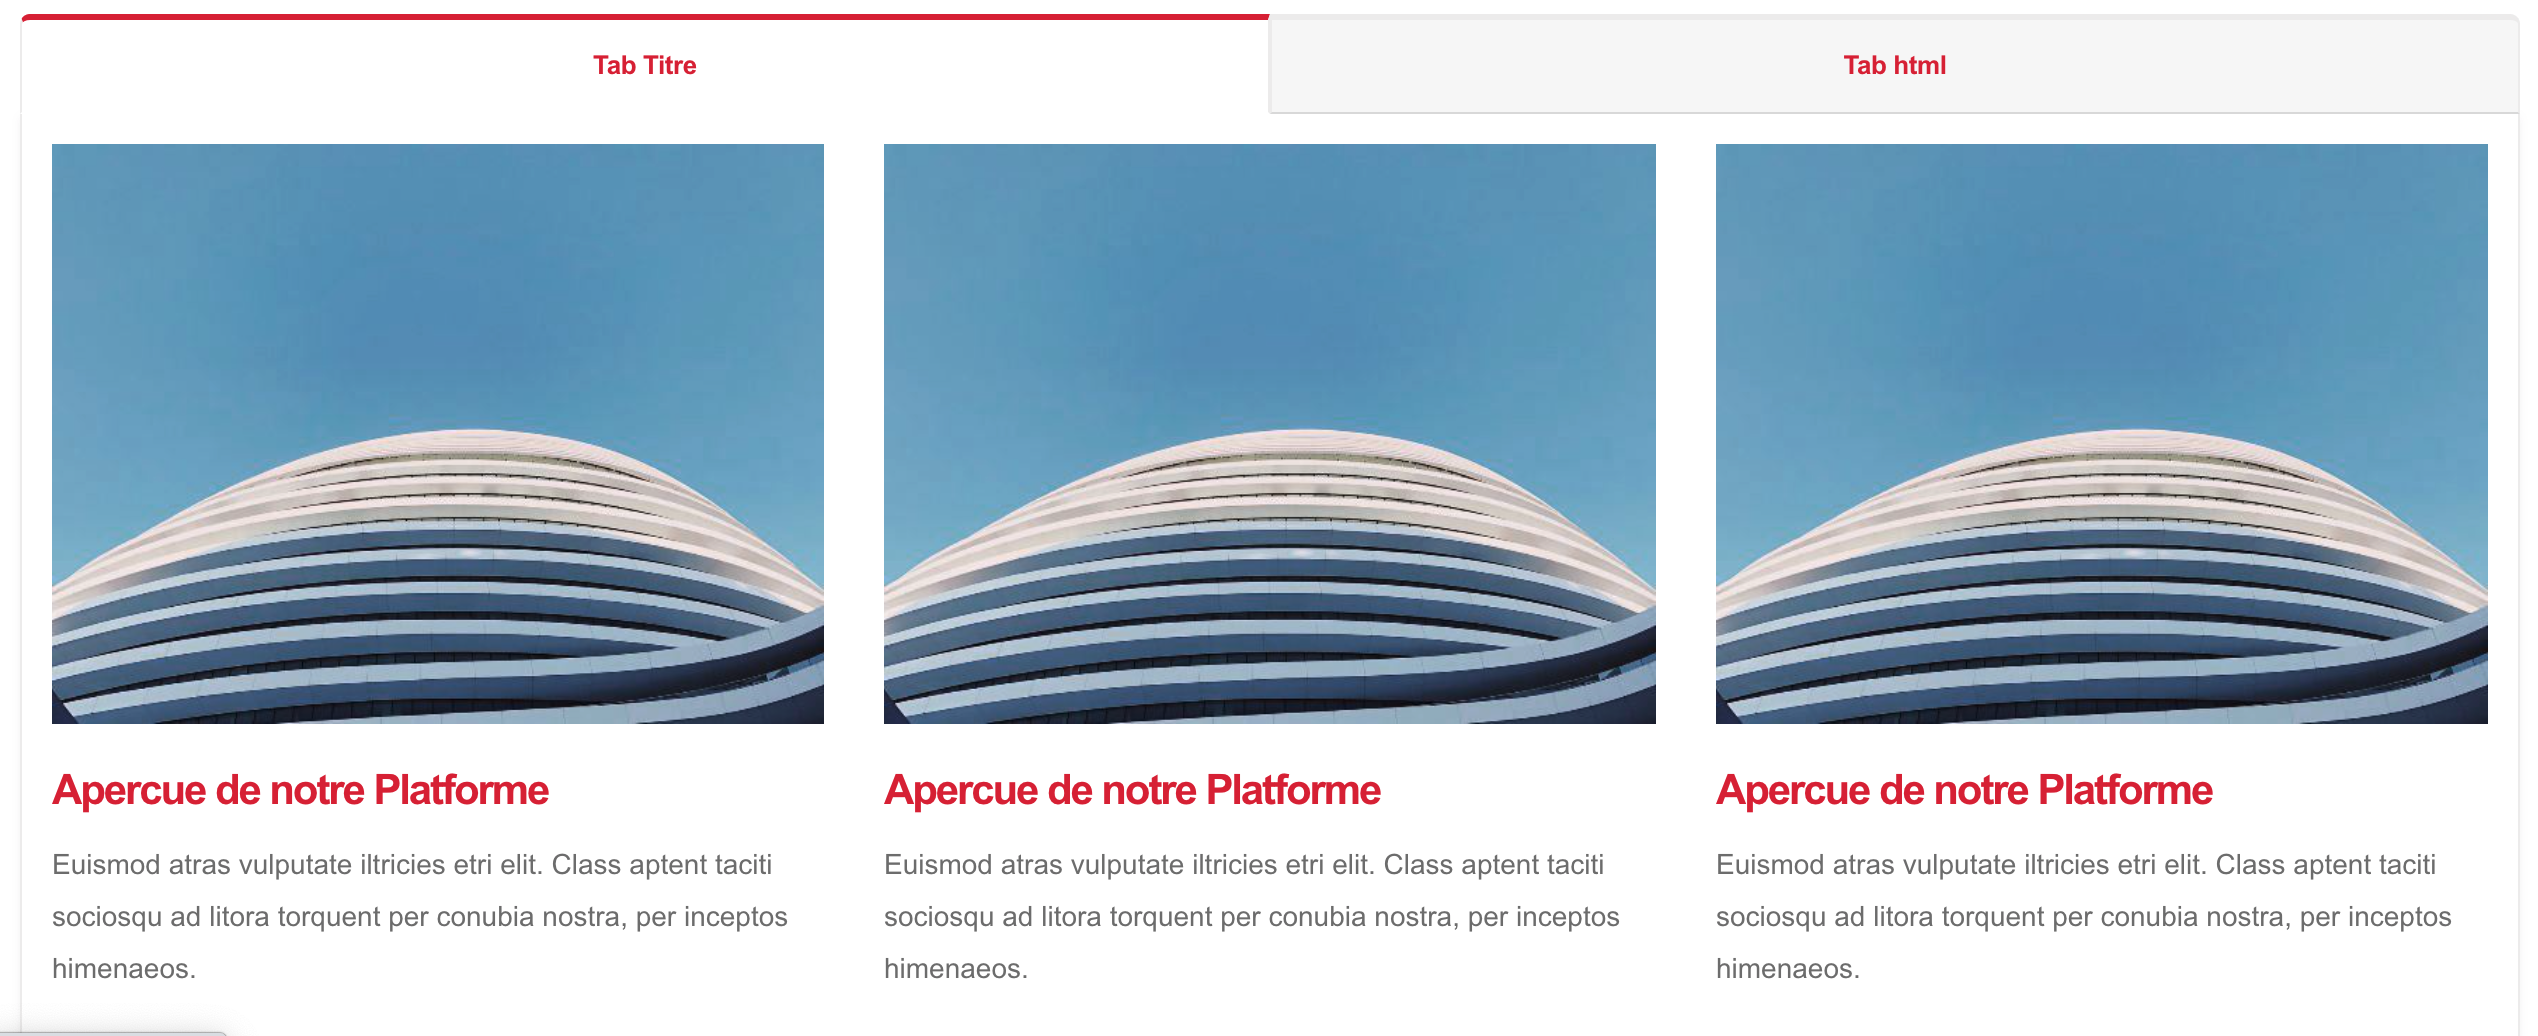 Tab Titre
Tab html
Apercue de notre Platforme
Euismod atras vulputate iltricies etri elit. Class aptent taciti
sociosqu ad litora torquent per conubia nostra, per inceptos
himenaeos.
Apercue de notre Platforme
Euismod atras vulputate iltricies etri elit. Class aptent taciti
sociosqu ad litora torquent per conubia nostra, per inceptos
himenaeos.
Apercue de notre Platforme
Euismod atras vulputate iltricies etri elit. Class aptent taciti
sociosqu ad litora torquent per conubia nostra, per inceptos
himenaeos.